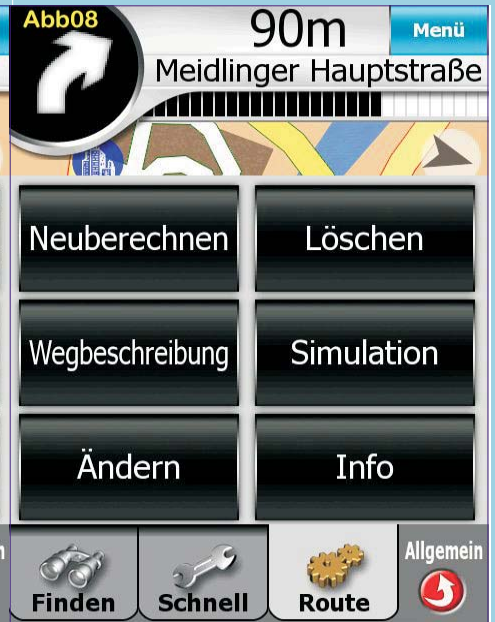 Abb08
90m
Menü
Meidlinger Hauptstraße
Neuberechnen
Löschen
Wegbeschreibung
Simulation
Ändern
Info
n
Finden
Schnell
Route
Allgemein